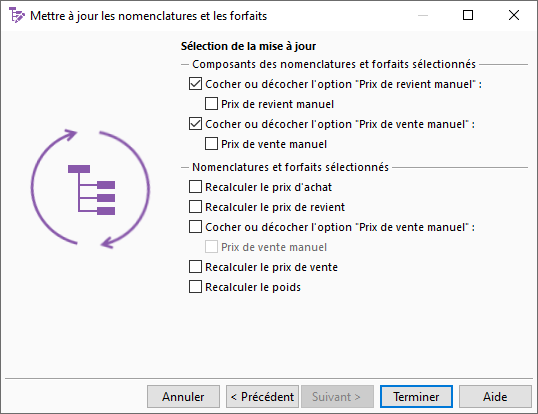 Mettre à jour les nomenclatures et les forfaits
Sélection de la mise à jour
Composants des nomenclatures et forfaits sélectionnés
Cocher ou décocher l'option "Prix de revient manuel" :
Prix de revient manuel
Cocher ou décocher l'option "Prix de vente manuel" :
Prix de vente manuel
Nomenclatures et forfaits sélectionnés
Recalculer le prix d'achat
Recalculer le prix de revient
Cocher ou décocher l'option "Prix de vente manuel" :
Prix de vente manuel
Recalculer le prix de vente
Recalculer le poids
Annuler < Précédent Suivant > Terminer Aide